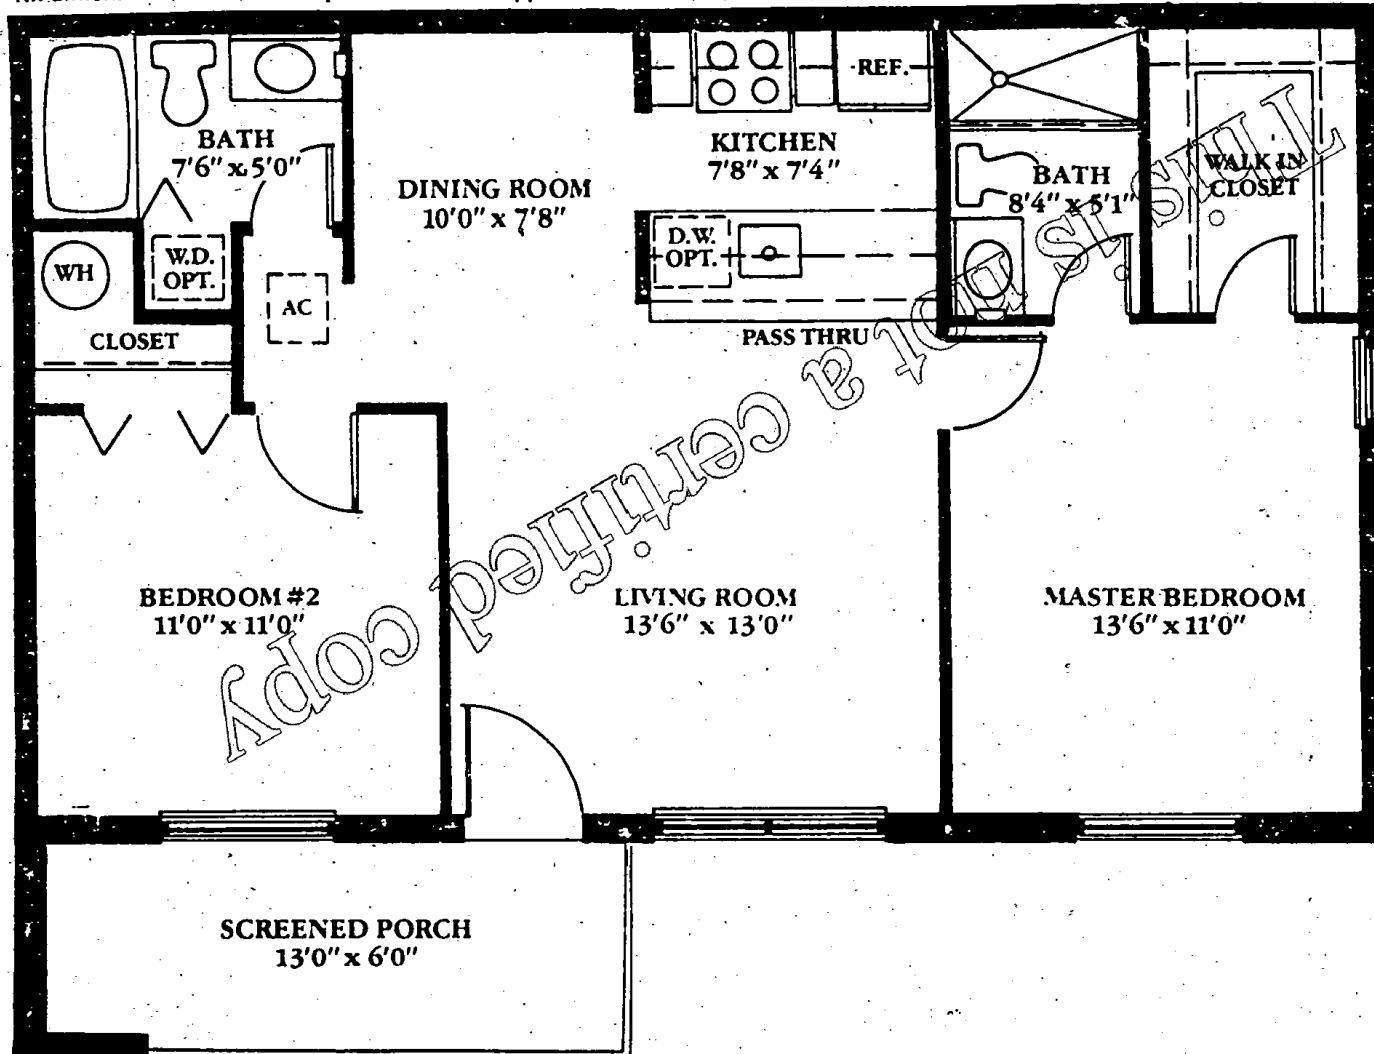 BATH
7'6" x 5'0"
DINING ROOM
10'0" x 7'8"
KITCHEN
7'8" x 7'4"
REF.
BATH
8'4" x 5'1"
WALK IN
CLOSET
WH
W.D.
OPT.
AC
CLOSET
D.W.
OPT.
PASS THRU
BEDROOM #2
11'0" x 11'0"
LIVING ROOM
13'6" x 13'0"
MASTER BEDROOM
13'6" x 11'0"
SCREENED PORCH
13'0" x 6'0"
This is not a certified copy